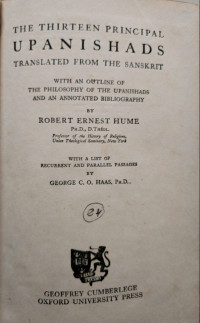 THE THIRTEEN PRINCIPAL
UPANISHADS
TRANSLATED FROM THE SANSKRIT
WITH AN OUTLINE OF
THE PHILOSOPHY OF THE UPANISHADS
AND AN ANNOTATED BIBLIOGRAPHY
BY
ROBERT ERNEST HUME
PH.D., D.THEOL.
Professor of the History of Religions,
Union Theological Seminary, New York
WITH A LIST OF
RECURRENT AND PARALLEL PASSAGES
BY
GEORGE C. O. HAAS, PH.D.
GEOFFREY CUMBERLEGE
OXFORD UNIVERSITY PRESS